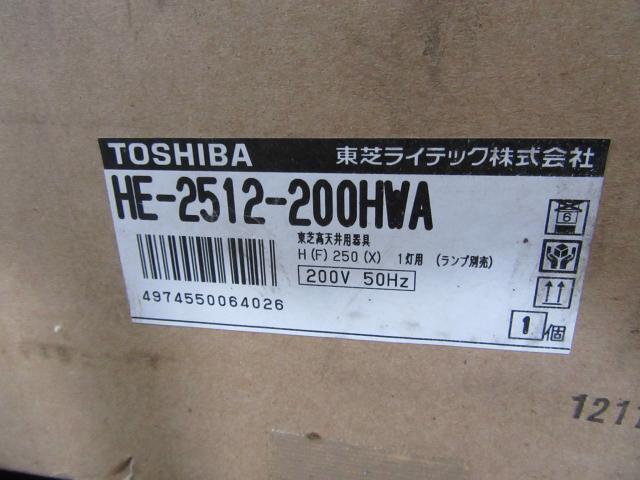 TOSHIBA 東芝ライテック株式会社
HE-2512-200HWA
東芝高天井用器具
H(F)250(X) 1灯用 (ランプ別売)
200V 50Hz
4974550064026
6
1個
1211